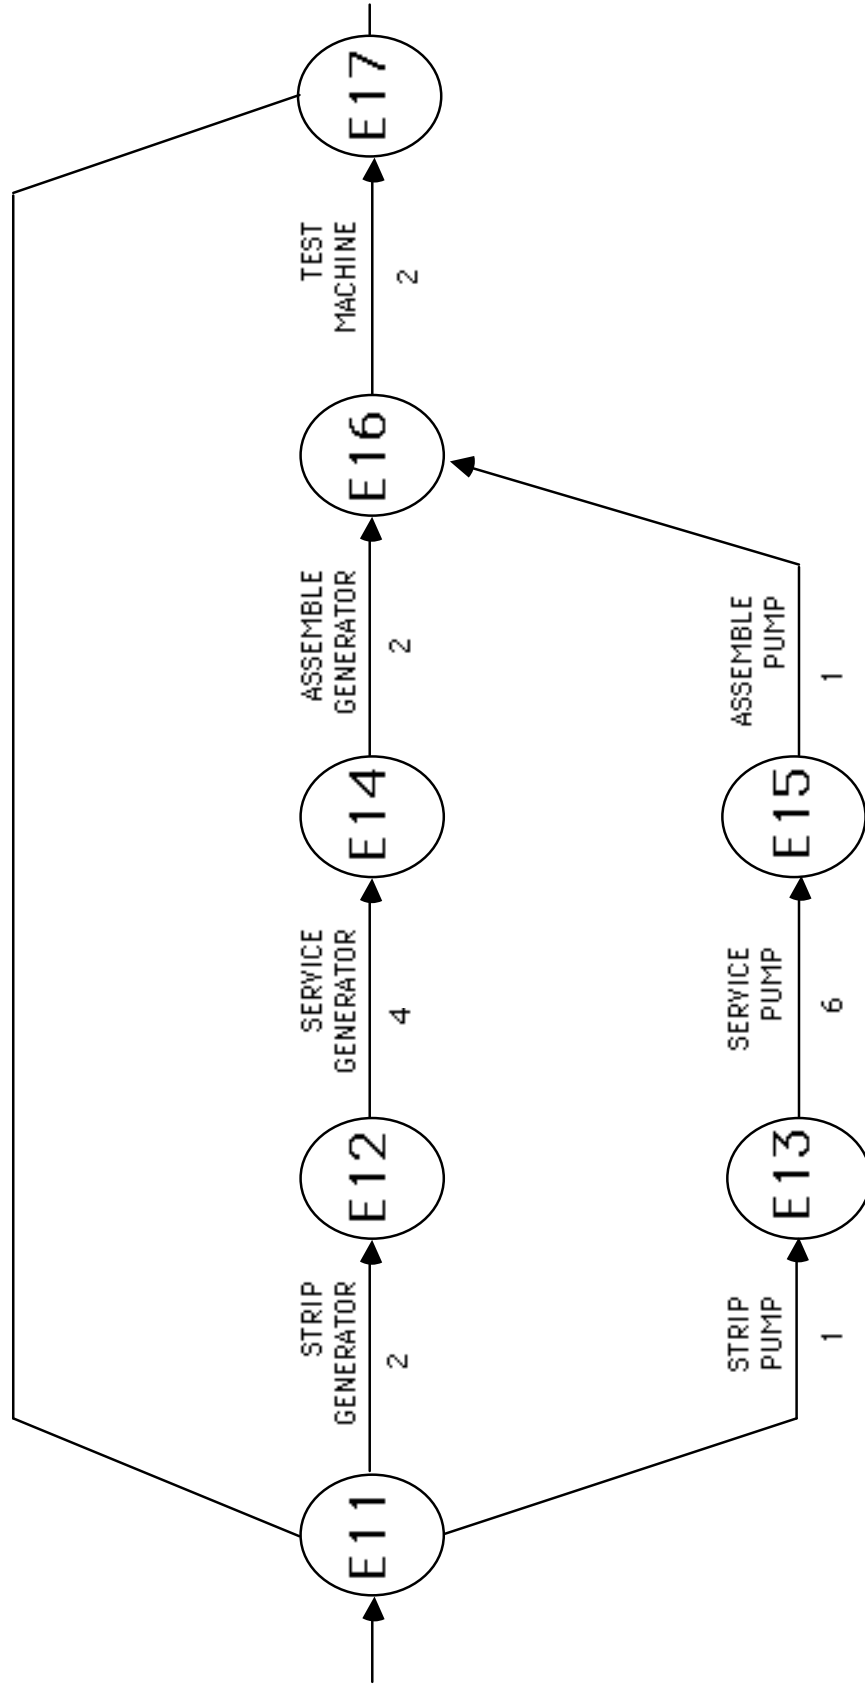 E11
STRIP
GENERATOR
2
E12
SERVICE
GENERATOR
4
E14
ASSEMBLE
GENERATOR
2
E16
TEST
MACHINE
2
E17
STRIP
PUMP
1
E13
SERVICE
PUMP
6
E15
ASSEMBLE
PUMP
1